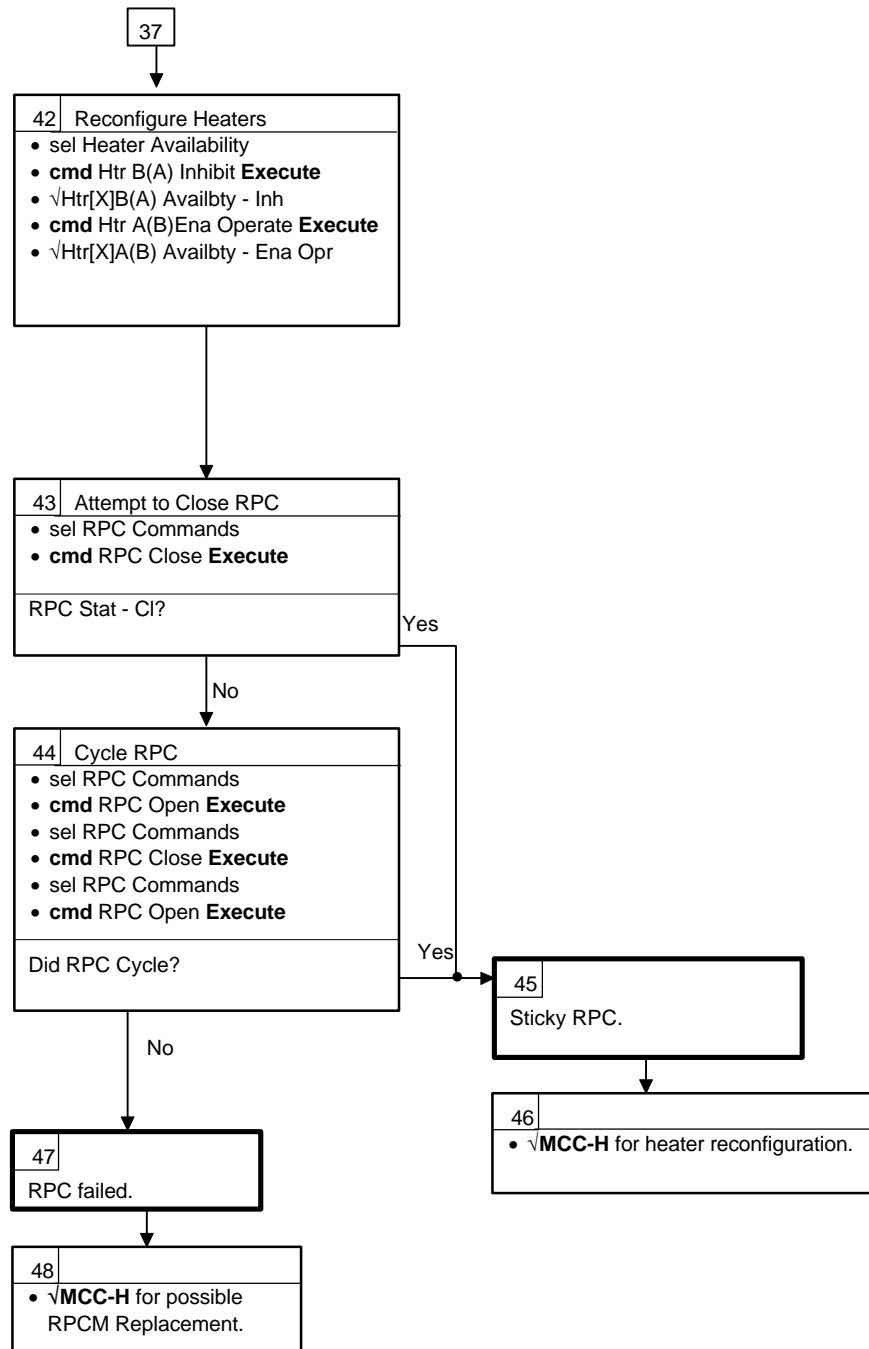 37
42 Reconfigure Heaters
• sel Heater Availability
• cmd Htr B(A) Inhibit Execute
• √Htr[X]B(A) Availbty - Inh
• cmd Htr A(B)Ena Operate Execute
• √Htr[X]A(B) Availbty - Ena Opr
43 Attempt to Close RPC
• sel RPC Commands
• cmd RPC Close Execute
RPC Stat - Cl?
Yes
No
44 Cycle RPC
• sel RPC Commands
• cmd RPC Open Execute
• sel RPC Commands
• cmd RPC Close Execute
• sel RPC Commands
• cmd RPC Open Execute
Did RPC Cycle?
Yes
No
45
Sticky RPC.
46
• √MCC-H for heater reconfiguration.
47
RPC failed.
48
• √MCC-H for possible
RPCM Replacement.